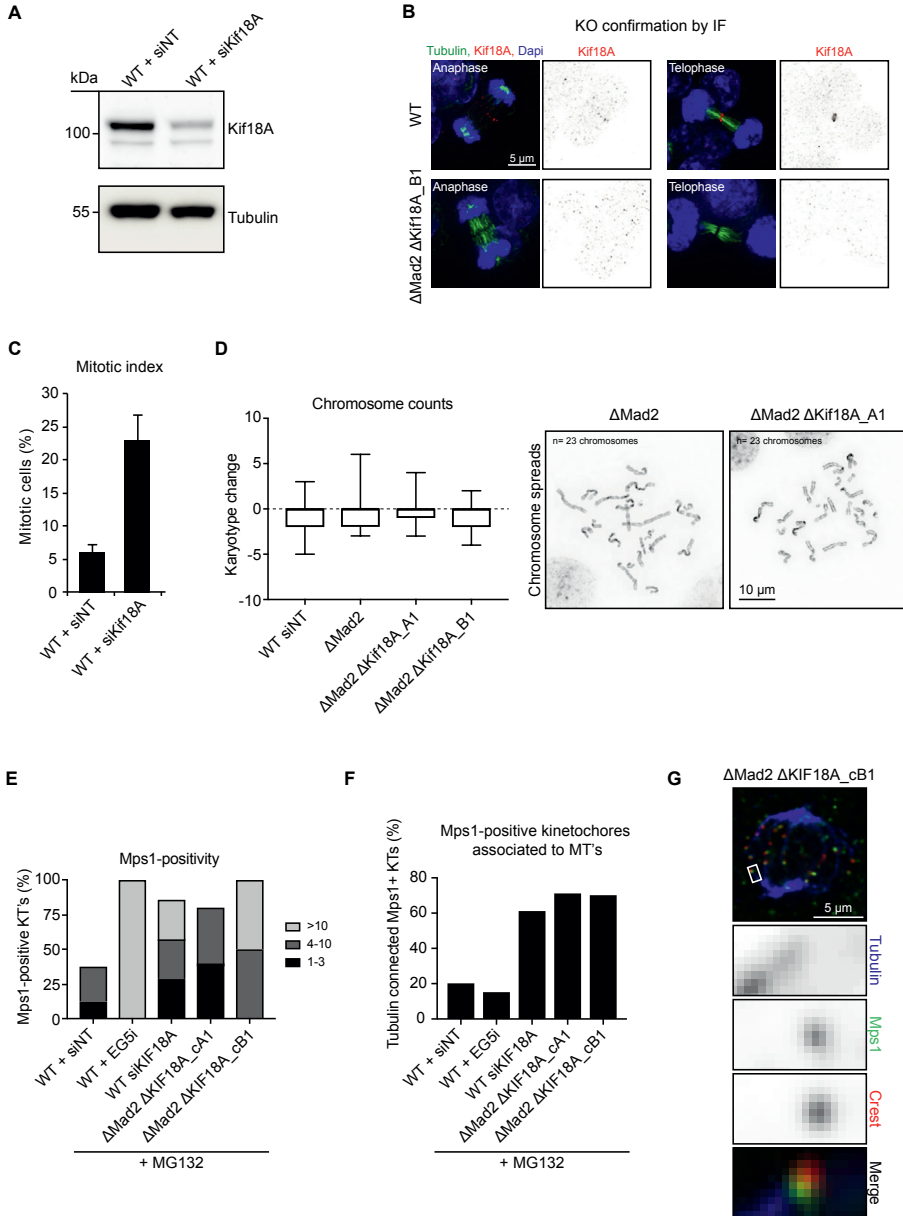 A
WT + siNT
WT + siKif18A
kDa
100
Kif18A
55
Tubulin
B
KO confirmation by IF
Tubulin, Kif18A, Dapi
Kif18A
Kif18A
WT
Anaphase
5 µm
Telophase
ΔMad2 ΔKif18A_B1
Anaphase
Telophase
C
Mitotic index
Mitotic cells (%)
30
25
20
15
10
5
0
WT + siNT
WT + siKif18A
D
Chromosome counts
Karyotype change
10
5
0
-5
-10
WT siNT
ΔMad2
ΔMad2 ΔKif18A_A1
ΔMad2 ΔKif18A_B1
Chromosome spreads
ΔMad2
n= 23 chromosomes
ΔMad2 ΔKif18A_A1
n= 23 chromosomes
10 µm
E
Mps1-positivity
Mps1-positive KT's (%)
100
75
50
25
0
>10
4-10
1-3
WT + siNT
WT + EG5i
WT siKIF18A
ΔMad2 ΔKIF18A_cA1
ΔMad2 ΔKIF18A_cB1
+ MG132
F
Mps1-positive kinetochores
associated to MT's
Tubulin connected Mps1+ KTs (%)
80
60
40
20
0
WT + siNT
WT + EG5i
WT siKIF18A
ΔMad2 ΔKIF18A_cA1
ΔMad2 ΔKIF18A_cB1
+ MG132
G
ΔMad2 ΔKIF18A_cB1
5 µm
Tubulin
Mps1
Crest
Merge